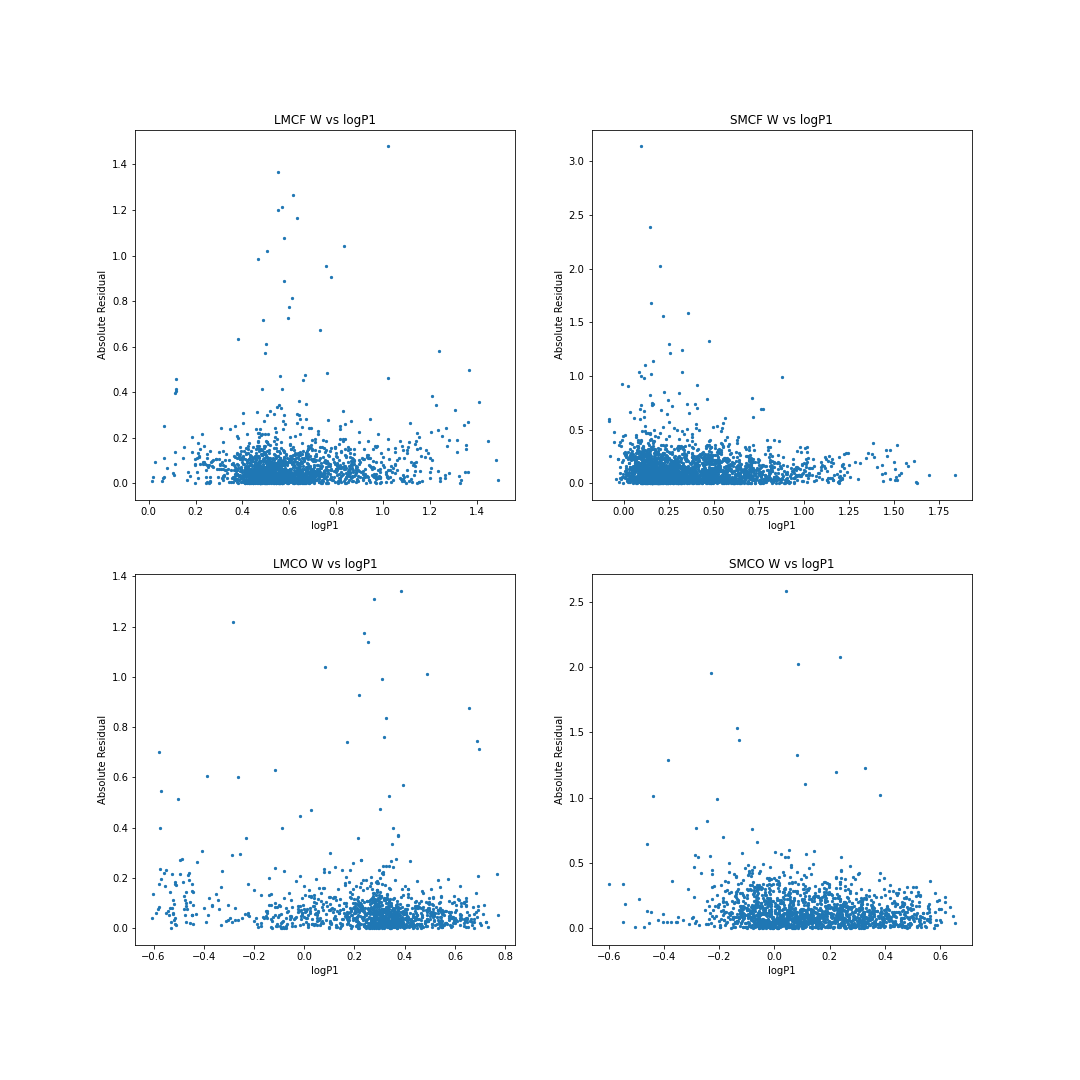 LMCF W vs logP1
Absolute Residual
1.4
1.2
1.0
0.8
0.6
0.4
0.2
0.0
0.0 0.2 0.4 0.6 0.8 1.0 1.2 1.4
logP1
SMCF W vs logP1
Absolute Residual
3.0
2.5
2.0
1.5
1.0
0.5
0.0
0.00 0.25 0.50 0.75 1.00 1.25 1.50 1.75
logP1
LMCO W vs logP1
Absolute Residual
1.4
1.2
1.0
0.8
0.6
0.4
0.2
0.0
−0.6 −0.4 −0.2 0.0 0.2 0.4 0.6 0.8
logP1
SMCO W vs logP1
Absolute Residual
2.5
2.0
1.5
1.0
0.5
0.0
−0.6 −0.4 −0.2 0.0 0.2 0.4 0.6
logP1